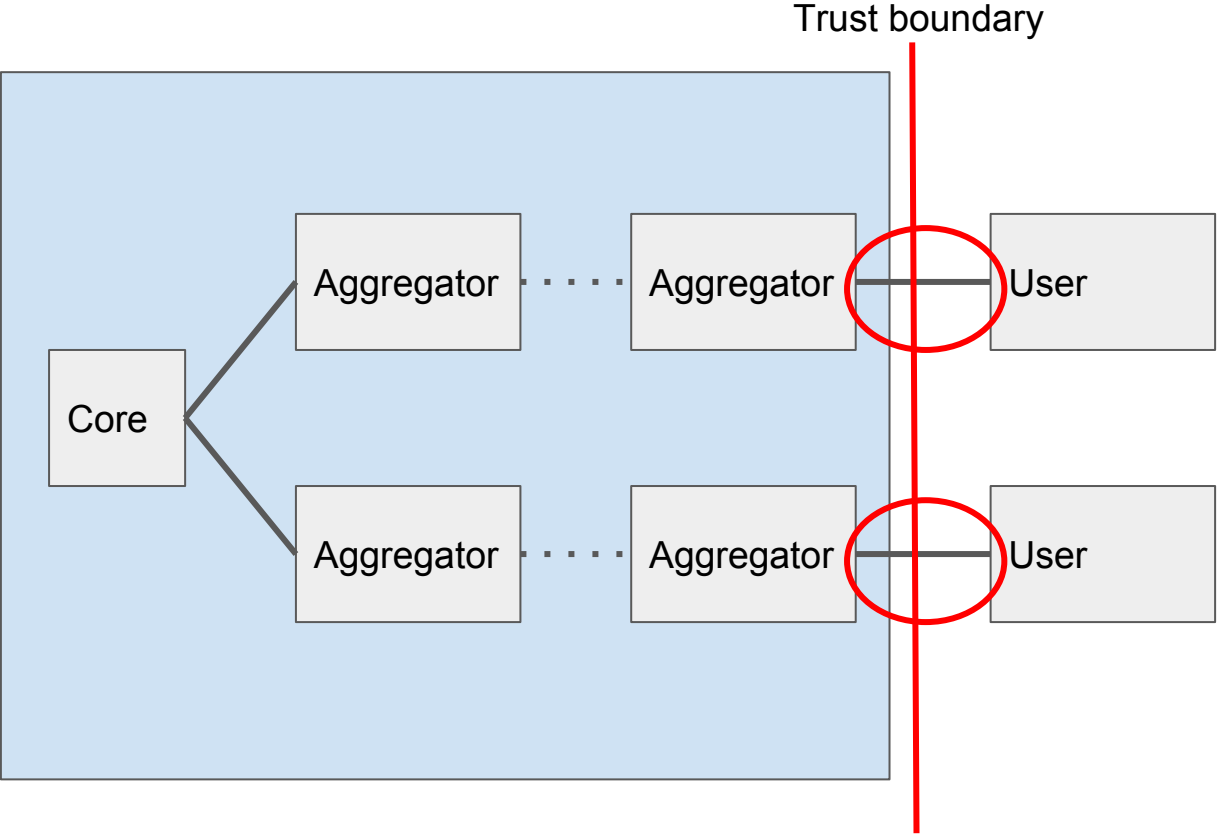 Trust boundary
Aggregator
Aggregator
User
Core
Aggregator
Aggregator
User